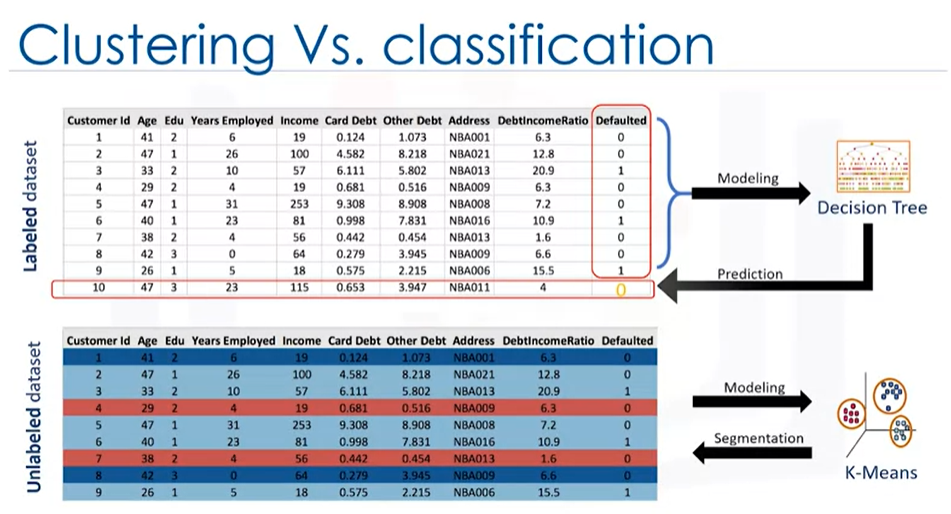 Clustering Vs. classification
Labeled dataset
Customer Id Age Edu Years Employed Income Card Debt Other Debt Address DebtIncomeRatio Defaulted
1 41 2 6 19 0.124 1.073 NBA001 6.3 0
2 47 1 26 100 4.582 8.218 NBA021 12.8 0
3 33 2 10 57 6.111 5.802 NBA013 20.9 1
4 29 2 4 19 0.681 0.516 NBA009 6.3 0
5 47 1 31 253 9.308 8.908 NBA008 7.2 0
6 40 1 23 81 0.998 7.831 NBA016 10.9 1
7 38 2 4 56 0.442 0.454 NBA013 1.6 0
8 42 3 0 64 0.279 3.945 NBA009 6.6 0
9 26 1 5 18 0.575 2.215 NBA006 15.5 1
10 47 3 23 115 0.653 3.947 NBA011 4 0
Modeling
Decision Tree
Prediction
Unlabeled dataset
Customer Id Age Edu Years Employed Income Card Debt Other Debt Address DebtIncomeRatio Defaulted
1 41 2 6 19 0.124 1.073 NBA001 6.3 0
2 47 1 26 100 4.582 8.218 NBA021 12.8 0
3 33 2 10 57 6.111 5.802 NBA013 20.9 1
4 29 2 4 19 0.681 0.516 NBA009 6.3 0
5 47 1 31 253 9.308 8.908 NBA008 7.2 0
6 40 1 23 81 0.998 7.831 NBA016 10.9 1
7 38 2 4 56 0.442 0.454 NBA013 1.6 0
8 42 3 0 64 0.279 3.945 NBA009 6.6 0
9 26 1 5 18 0.575 2.215 NBA006 15.5 1
Modeling
Segmentation
K-Means